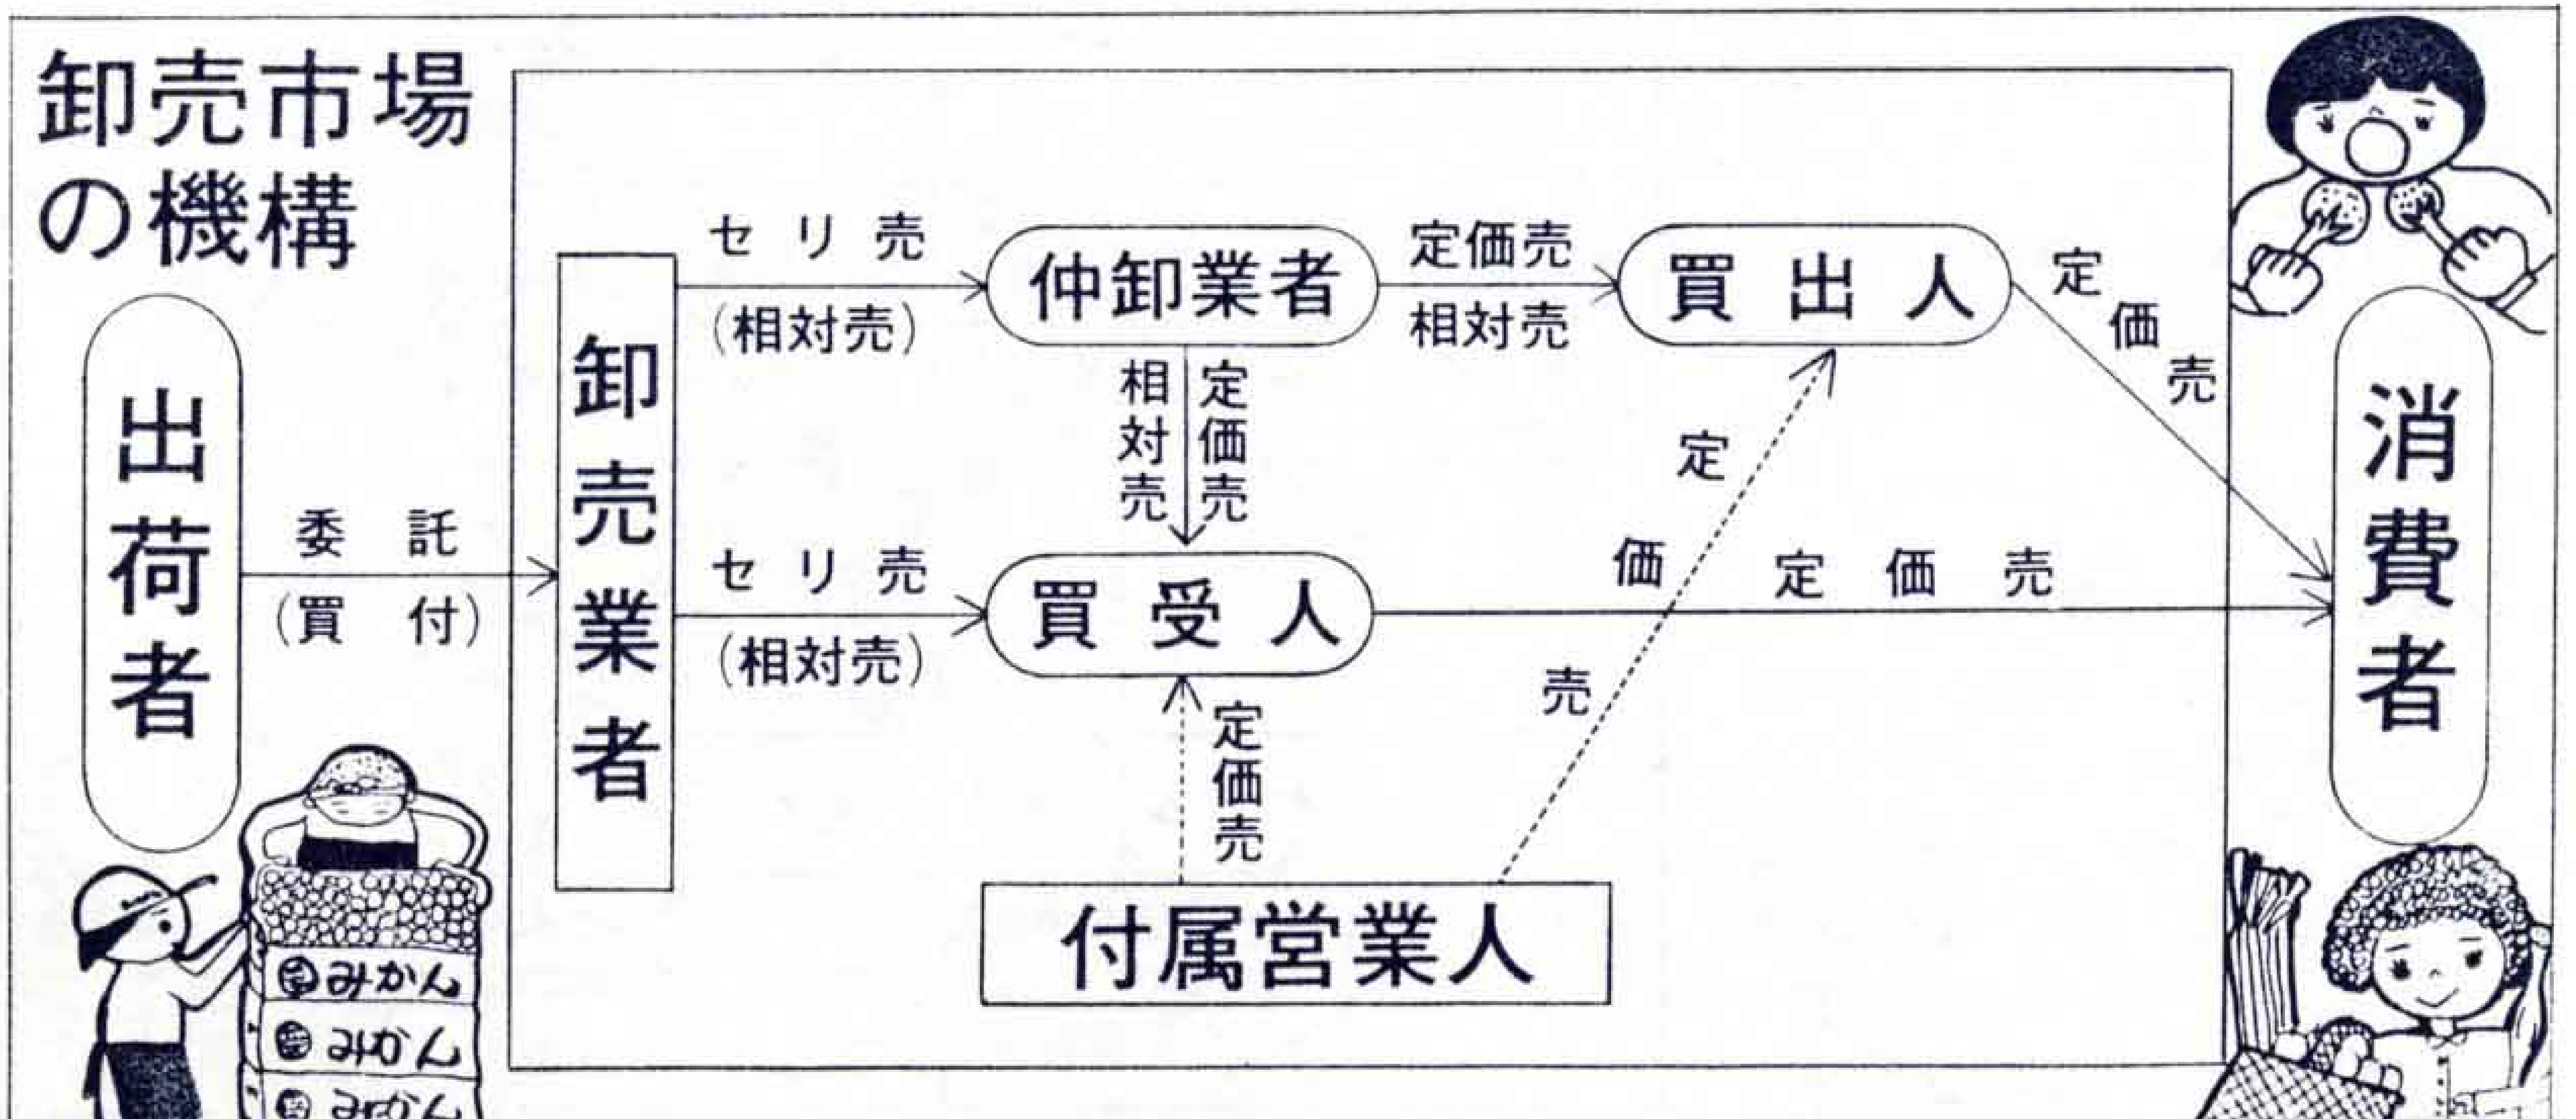 卸売市場
の機構
出荷者
委託
(買付)
卸売業者
セリ売
(相対売)
仲卸業者
定価売
相対売
買出人
定価売
相対売
定価売
セリ売
(相対売)
買受人
定価売
定価売
定価売
付属営業人
消費者
みかん
みかん
みかん